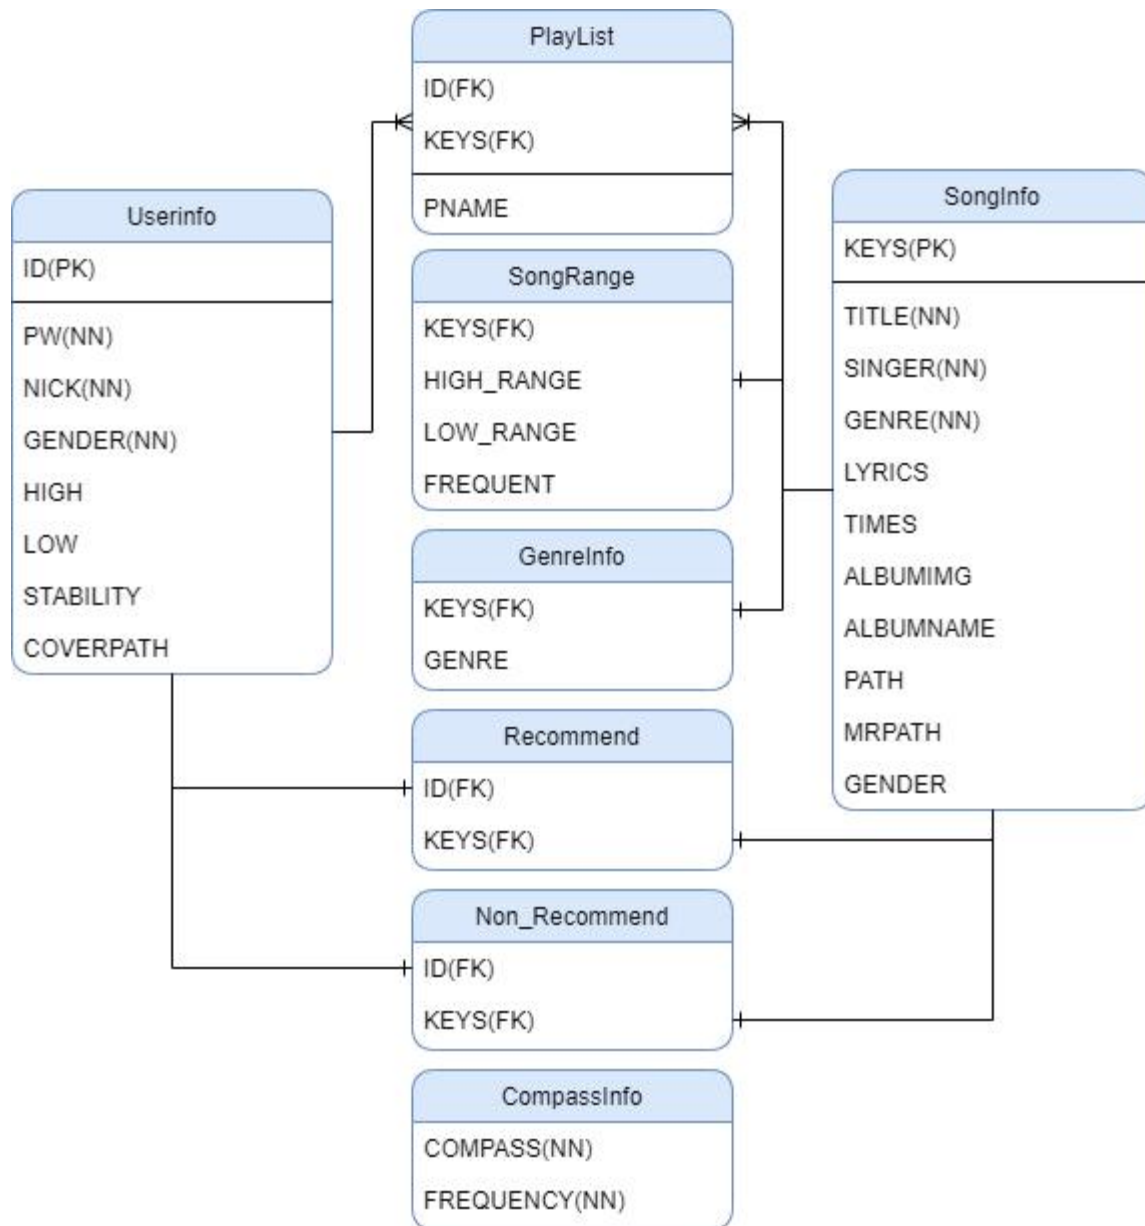 PlayList
ID(FK)
KEYS(FK)
PNAME
Userinfo
ID(PK)
PW(NN)
NICK(NN)
GENDER(NN)
HIGH
LOW
STABILITY
COVERPATH
SongRange
KEYS(FK)
HIGH_RANGE
LOW_RANGE
FREQUENT
GenreInfo
KEYS(FK)
GENRE
Recommend
ID(FK)
KEYS(FK)
Non_Recommend
ID(FK)
KEYS(FK)
CompassInfo
COMPASS(NN)
FREQUENCY(NN)
SongInfo
KEYS(PK)
TITLE(NN)
SINGER(NN)
GENRE(NN)
LYRICS
TIMES
ALBUMIMG
ALBUMNAME
PATH
MRPATH
GENDER